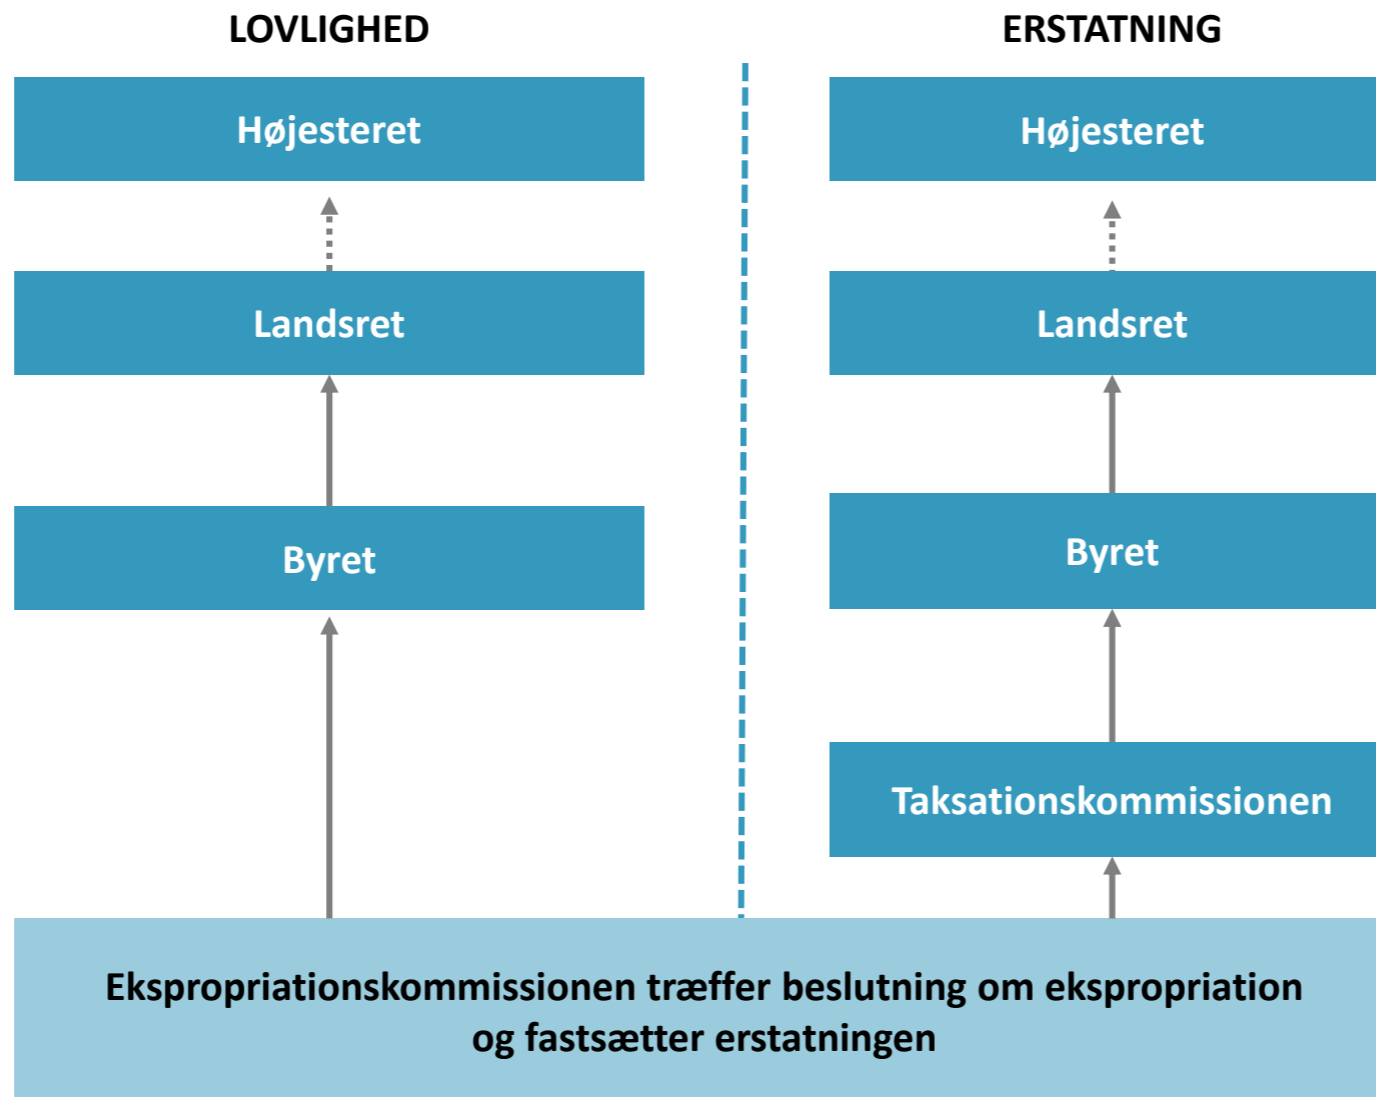 LOVLIGHED
Højesteret
Landsret
Byret
ERSTATNING
Højesteret
Landsret
Byret
Taksationskommissionen
Ekspropriationskommissionen træffer beslutning om ekspropriation
og fastsætter erstatningen